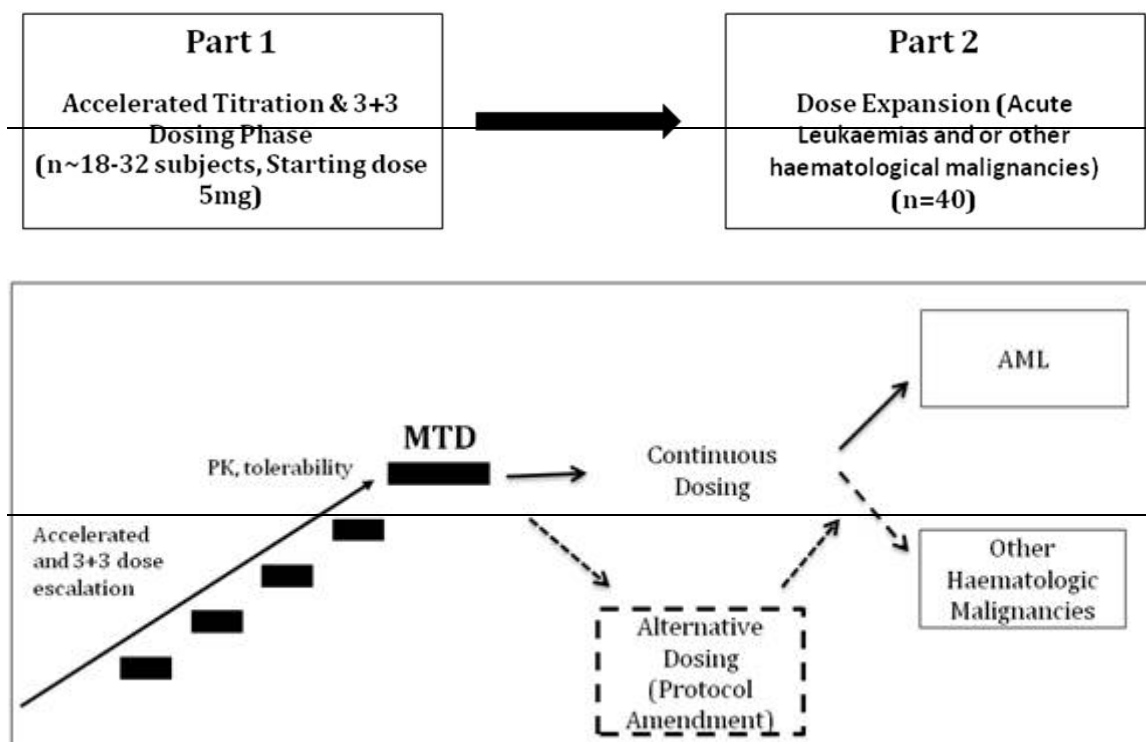 Part 1
Accelerated Titration & 3+3
Dosing Phase
(n~18-32 subjects, Starting dose
5mg)
Part 2
Dose Expansion (Acute
Leukaemias and or other
haematological malignancies)
(n=40)
MTD
PK, tolerability
Accelerated
and 3+3 dose
escalation
Continuous
Dosing
Alternative
Dosing
(Protocol
Amendment)
AML
Other
Haematologic
Malignancies